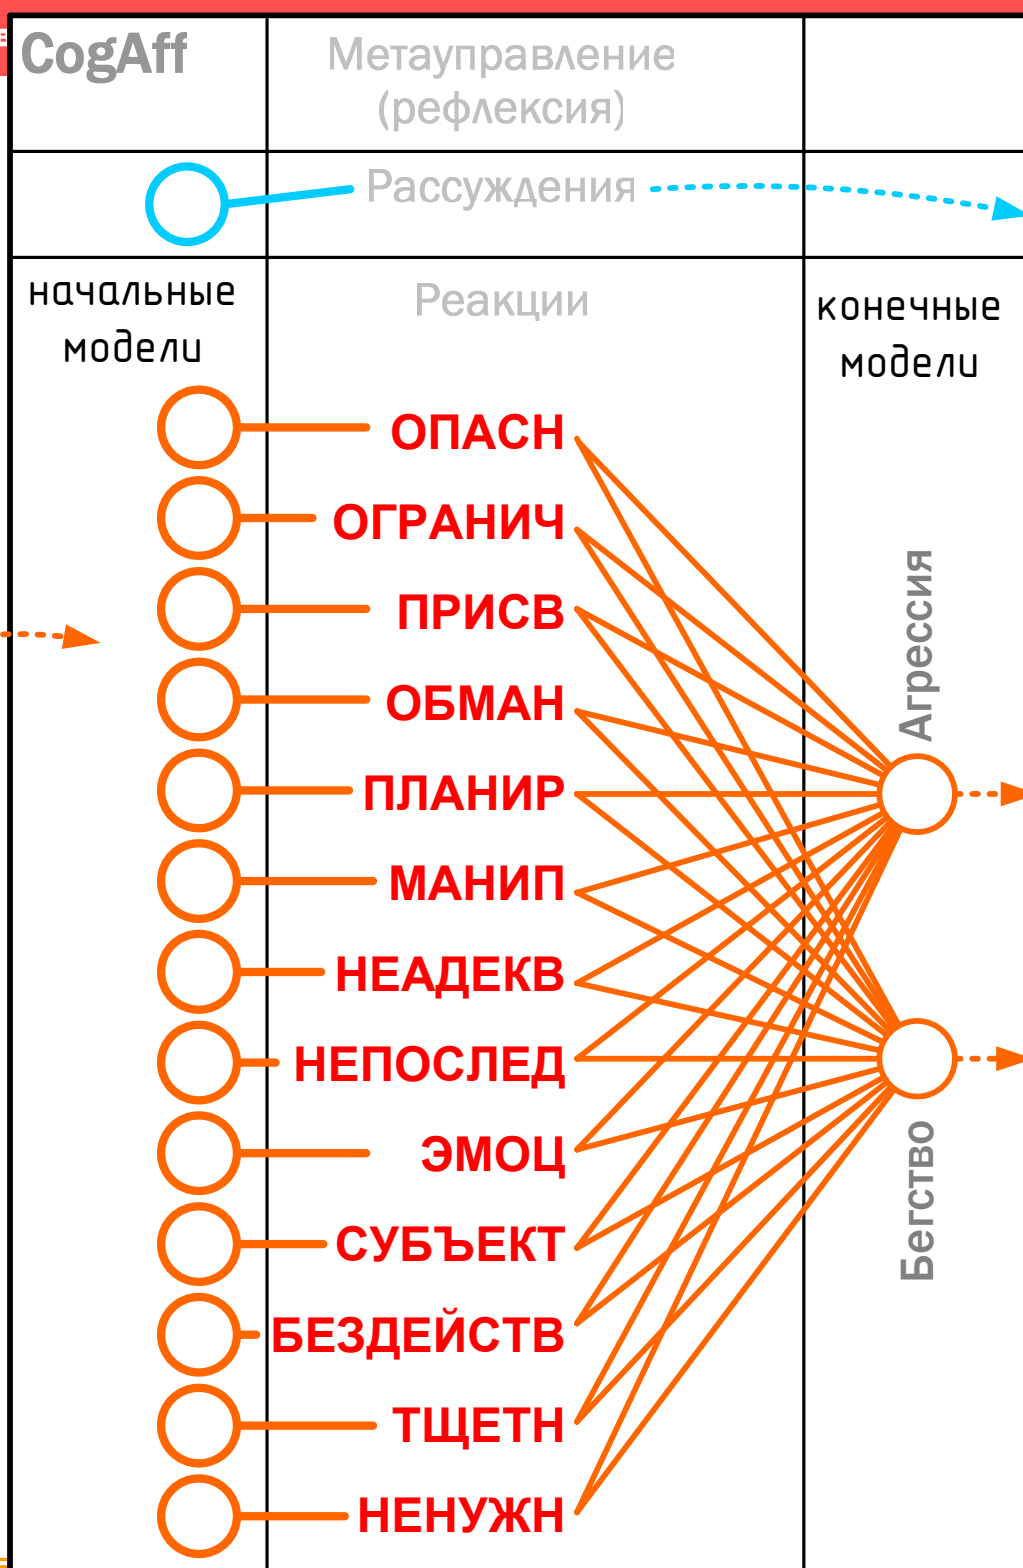 CogAff
Метауправление
(рефлексия)
Рассуждения
начальные
модели
Реакции
конечные
модели
ОПАСН
ОГРАНИЧ
ПРИСВ
ОБМАН
ПЛАНИР
МАНИП
НЕАДЕКВ
НЕПОСЛЕД
ЭМОЦ
СУБЪЕКТ
БЕЗДЕЙСТВ
ТЩЕТН
НЕНУЖН
Агрессия
Бегство